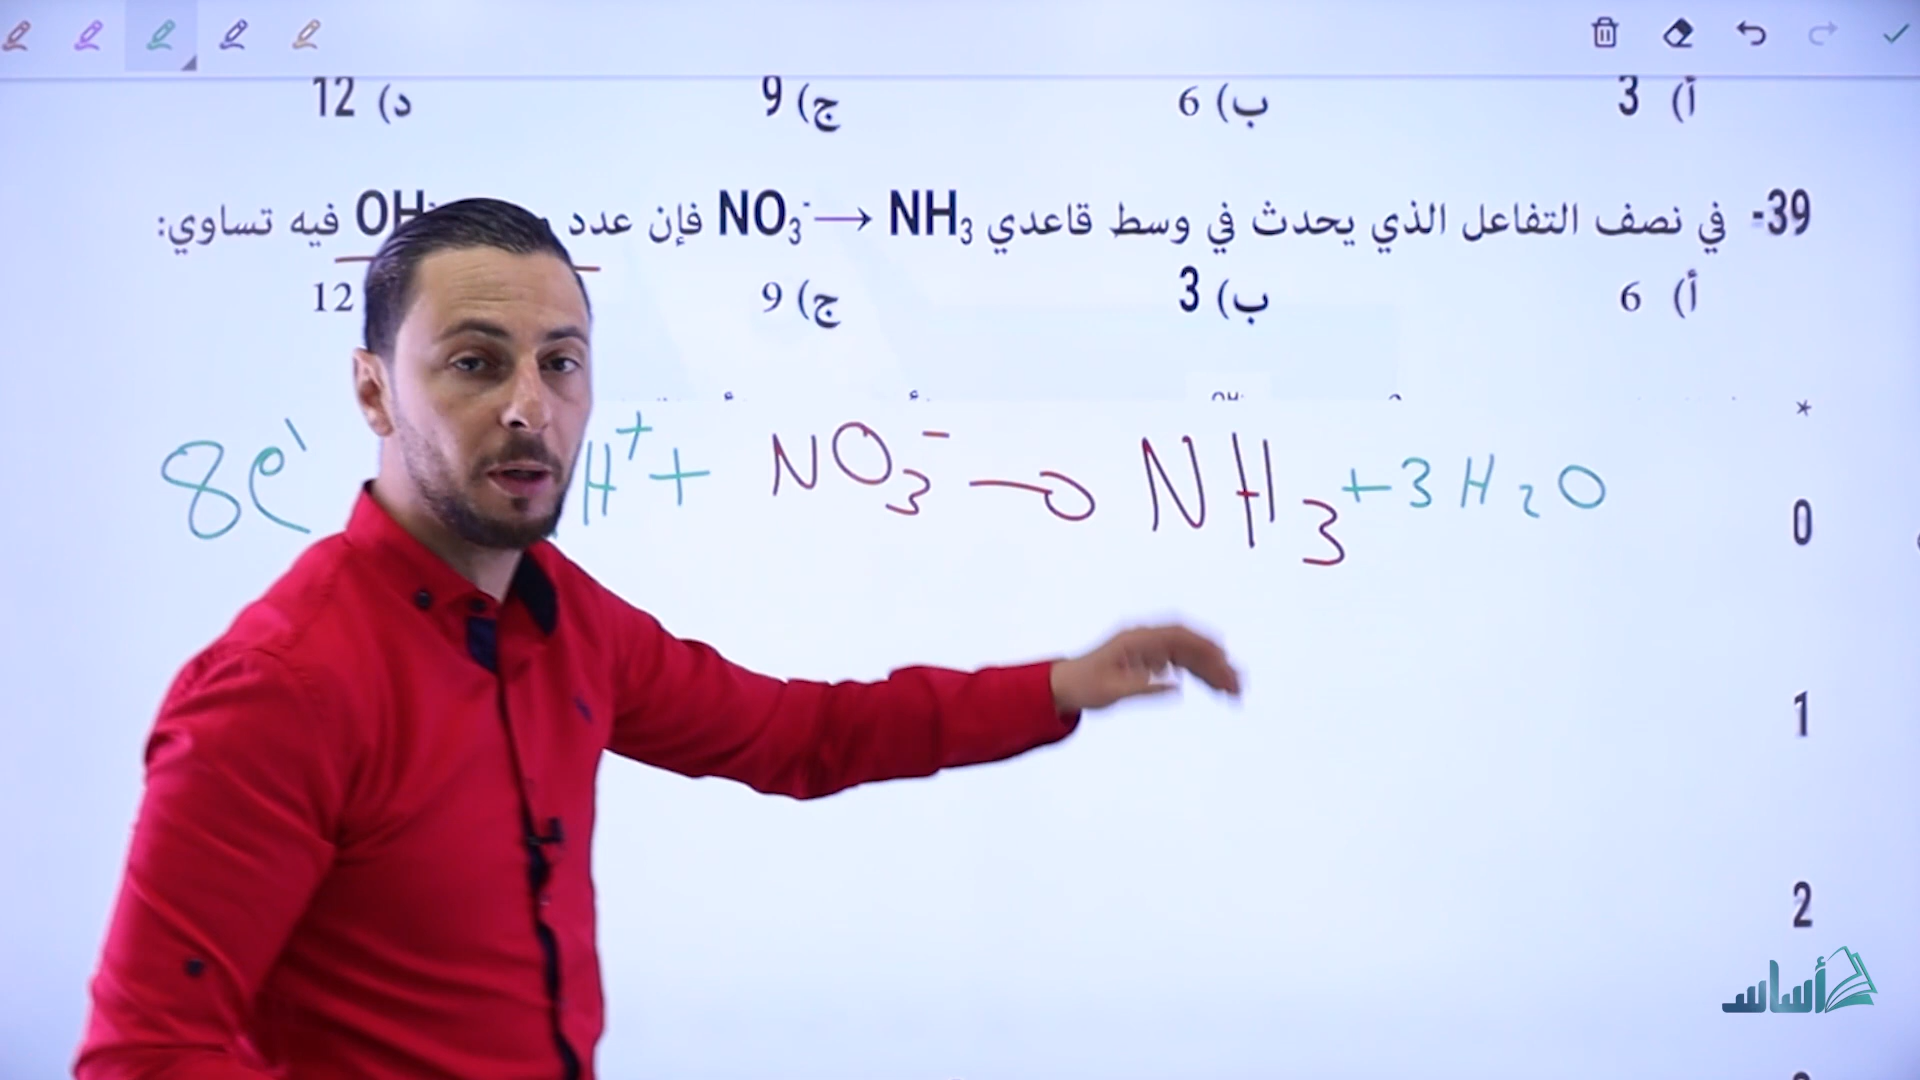 أ) 3 ب) 6 ج) 9 د) 12
39- في نصف التفاعل الذي يحدث في وسط قاعدي NO₃⁻ → NH₃ فإن عدد OH فيه تساوي:
أ) 6 ب) 3 ج) 9 12
*
8e⁻ H⁺ + NO₃⁻ → NH₃ + 3H₂O
0
1
2
أساس